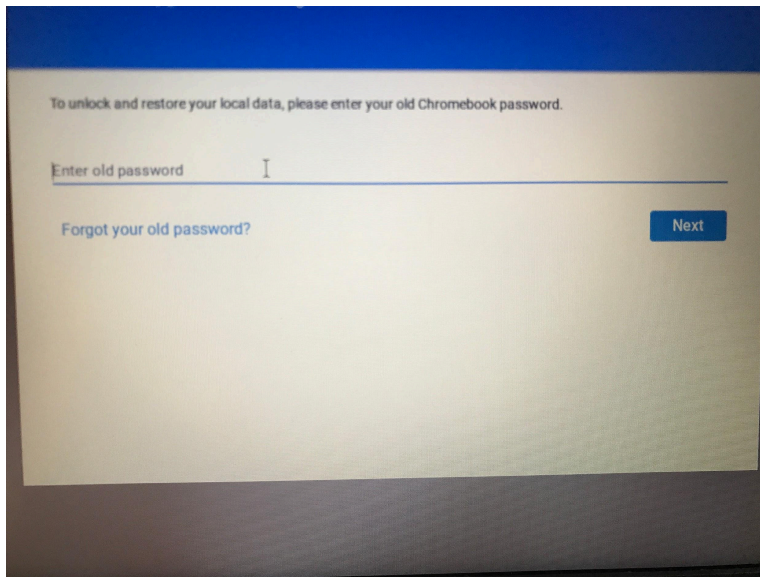 To unlock and restore your local data, please enter your old Chromebook password.
Enter old password
Forgot your old password?
Next